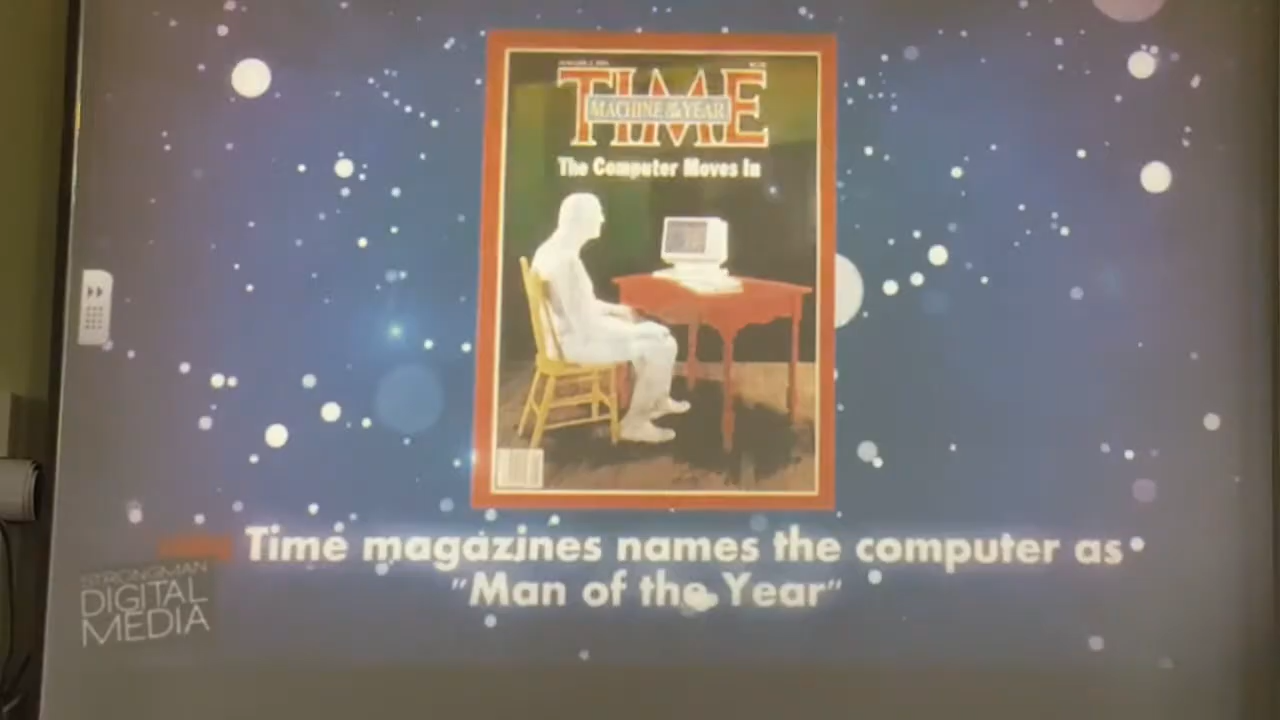 TIME
MACHINE OF THE YEAR
The Computer Moves In
Time magazines names the computer as
"Man of the Year"
STRONGMAN
DIGITAL
MEDIA